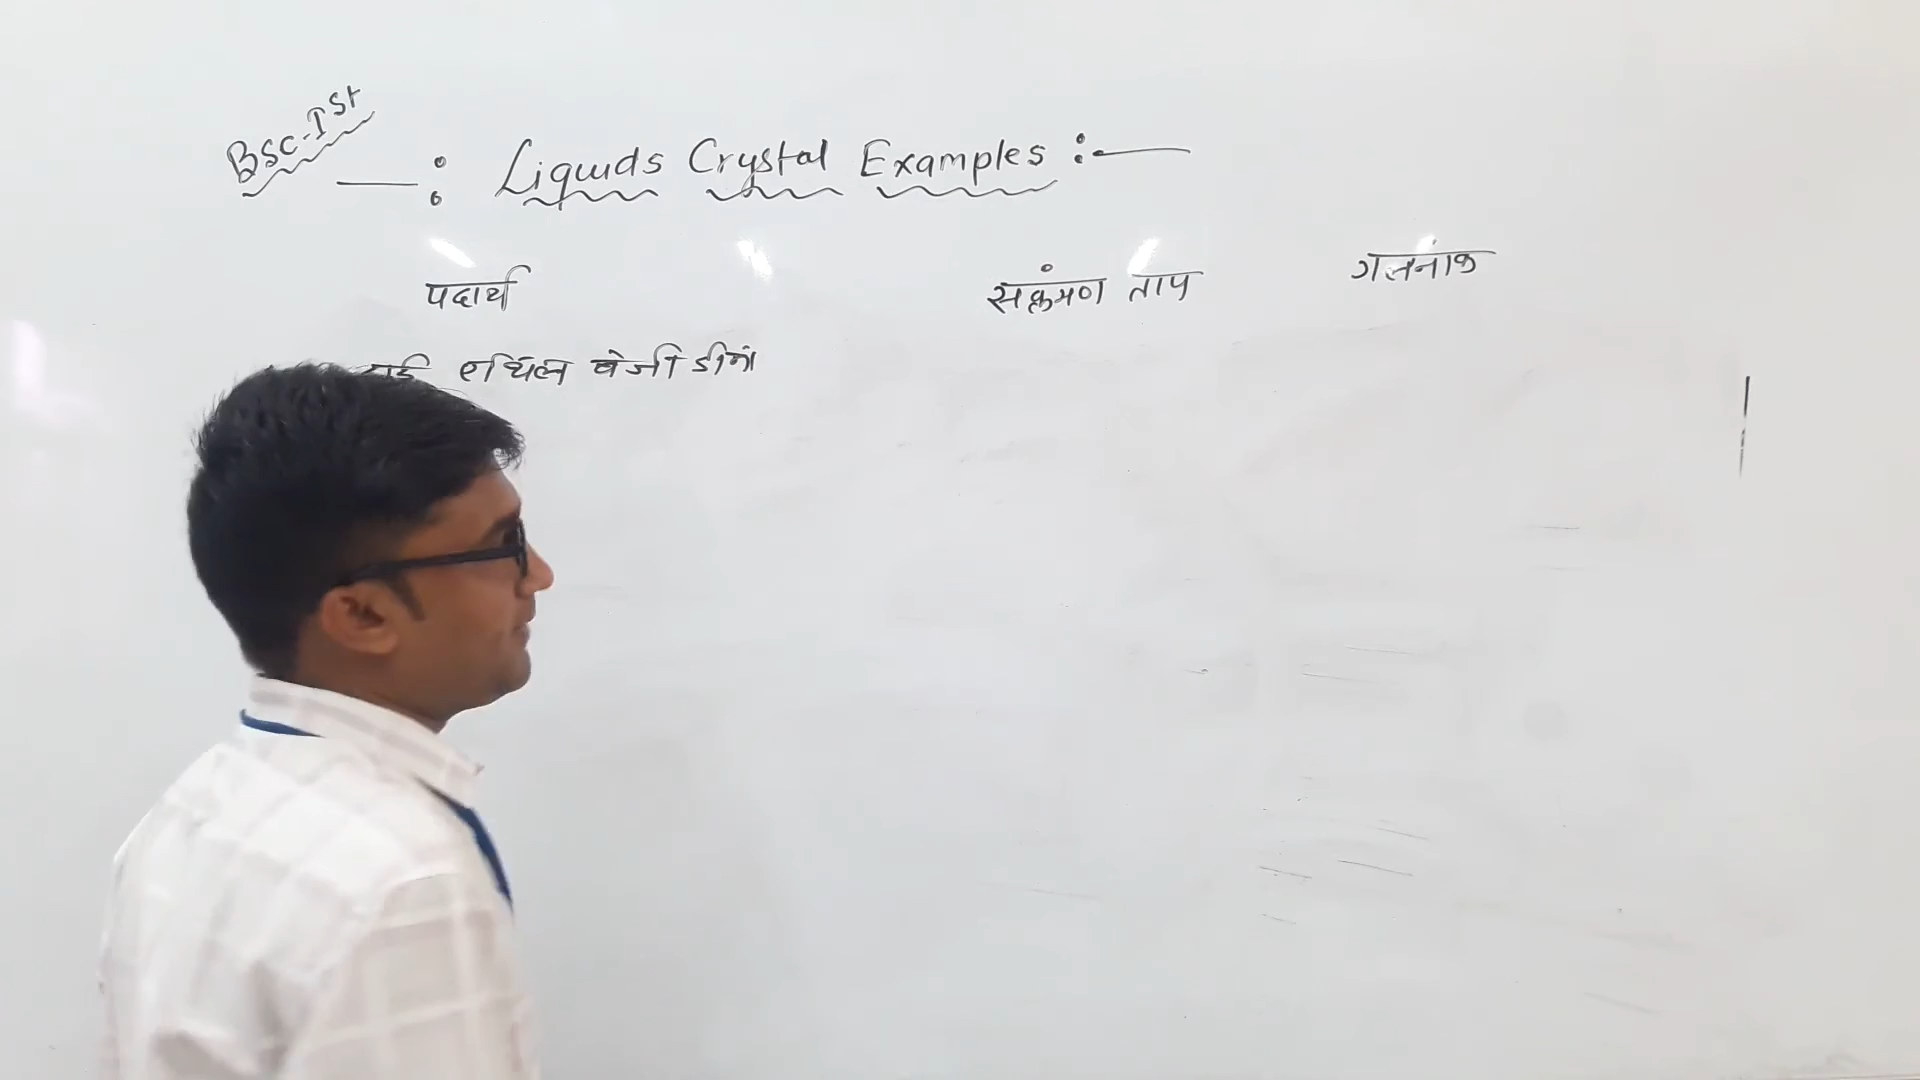 Bsc-Ist
—: Liquids Crystal Examples :—
पदार्थ संक्रमण ताप गलनांक
डाई एथिल बेंजीडीन